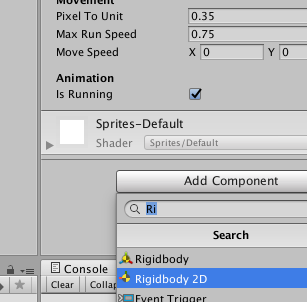 Movement
Pixel To Unit 0.35
Max Run Speed 0.75
Move Speed X 0 Y 0
Animation
Is Running
Sprites-Default
Shader Sprites/Default
Add Component
Ri
Search
Rigidbody
Console
Rigidbody 2D
Clear
Event Trigger